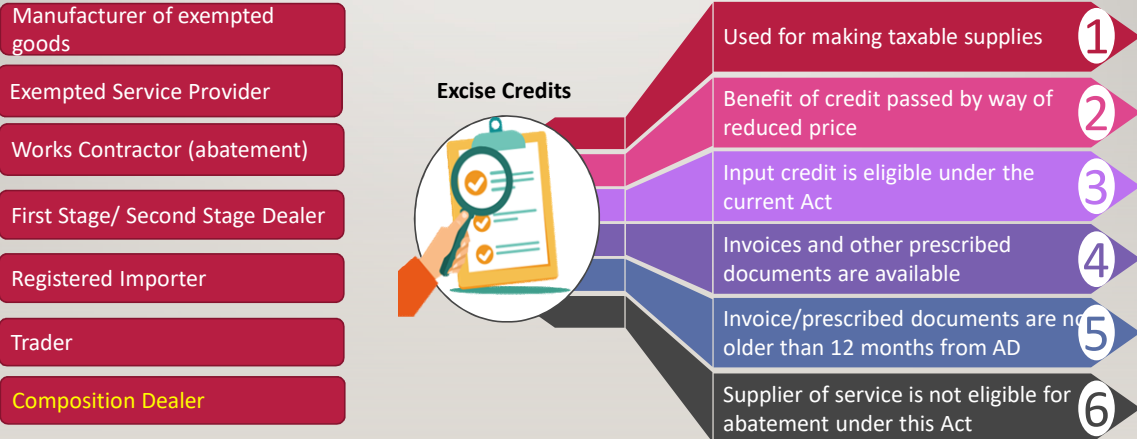 Manufacturer of exempted
goods
Exempted Service Provider
Works Contractor (abatement)
First Stage/ Second Stage Dealer
Registered Importer
Trader
Composition Dealer
Excise Credits
Used for making taxable supplies
1
Benefit of credit passed by way of
reduced price
2
Input credit is eligible under the
current Act
3
Invoices and other prescribed
documents are available
4
Invoice/prescribed documents are no
older than 12 months from AD
5
Supplier of service is not eligible for
abatement under this Act
6